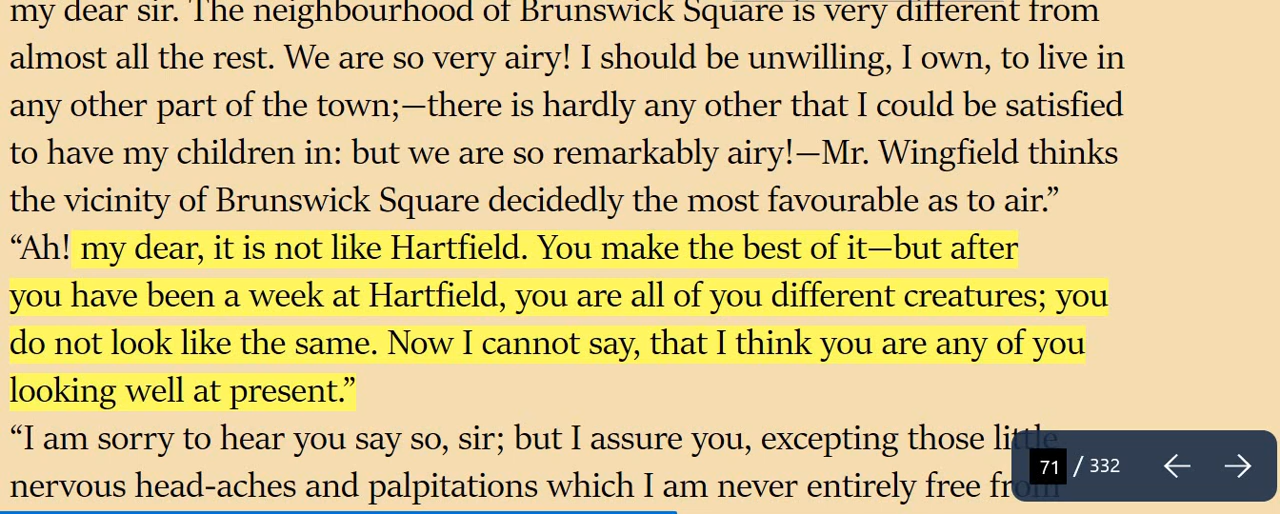 my dear sir. The neighbourhood of Brunswick Square is very different from
almost all the rest. We are so very airy! I should be unwilling, I own, to live in
any other part of the town;—there is hardly any other that I could be satisfied
to have my children in: but we are so remarkably airy!—Mr. Wingfield thinks
the vicinity of Brunswick Square decidedly the most favourable as to air.”
“Ah! my dear, it is not like Hartfield. You make the best of it—but after
you have been a week at Hartfield, you are all of you different creatures; you
do not look like the same. Now I cannot say, that I think you are any of you
looking well at present.”
“I am sorry to hear you say so, sir; but I assure you, excepting those little
nervous head-aches and palpitations which I am never entirely free from
71 / 332